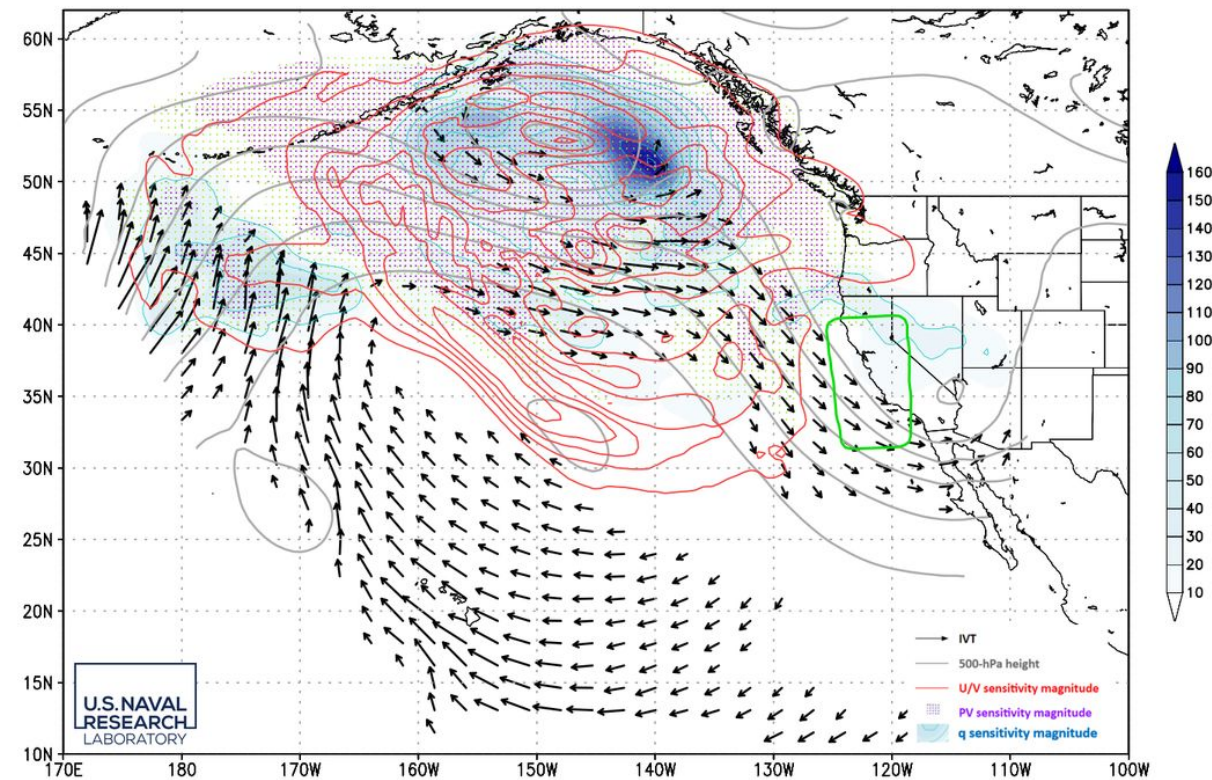 60N
55N
50N
45N
40N
35N
30N
25N
20N
15N
10N
170E
180
170W
160W
150W
140W
130W
120W
110W
100W
160
150
140
130
120
110
100
90
80
70
60
50
40
30
20
10
IVT
500-hPa height
U/V sensitivity magnitude
PV sensitivity magnitude
q sensitivity magnitude
U.S. NAVAL
RESEARCH
LABORATORY